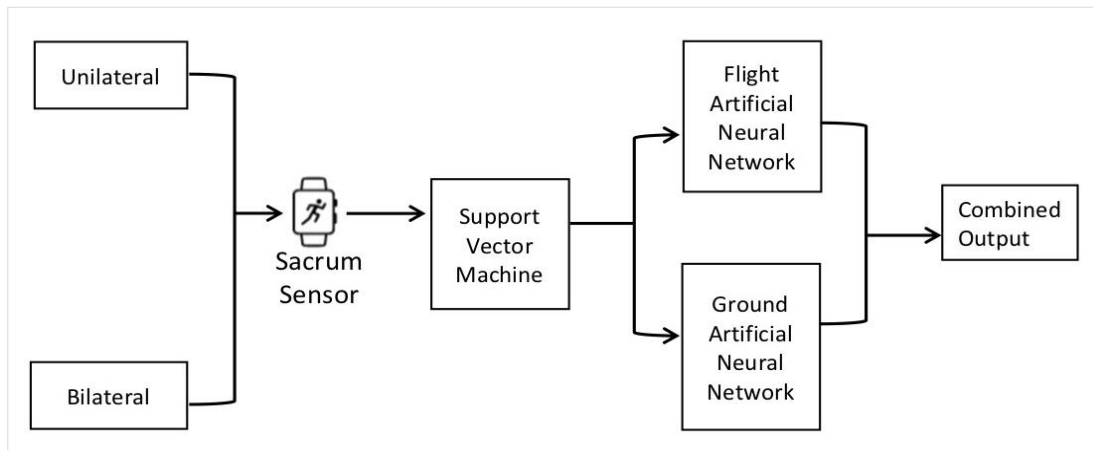 Unilateral
Bilateral
Sacrum
Sensor
Support
Vector
Machine
Flight
Artificial
Neural
Network
Ground
Artificial
Neural
Network
Combined
Output